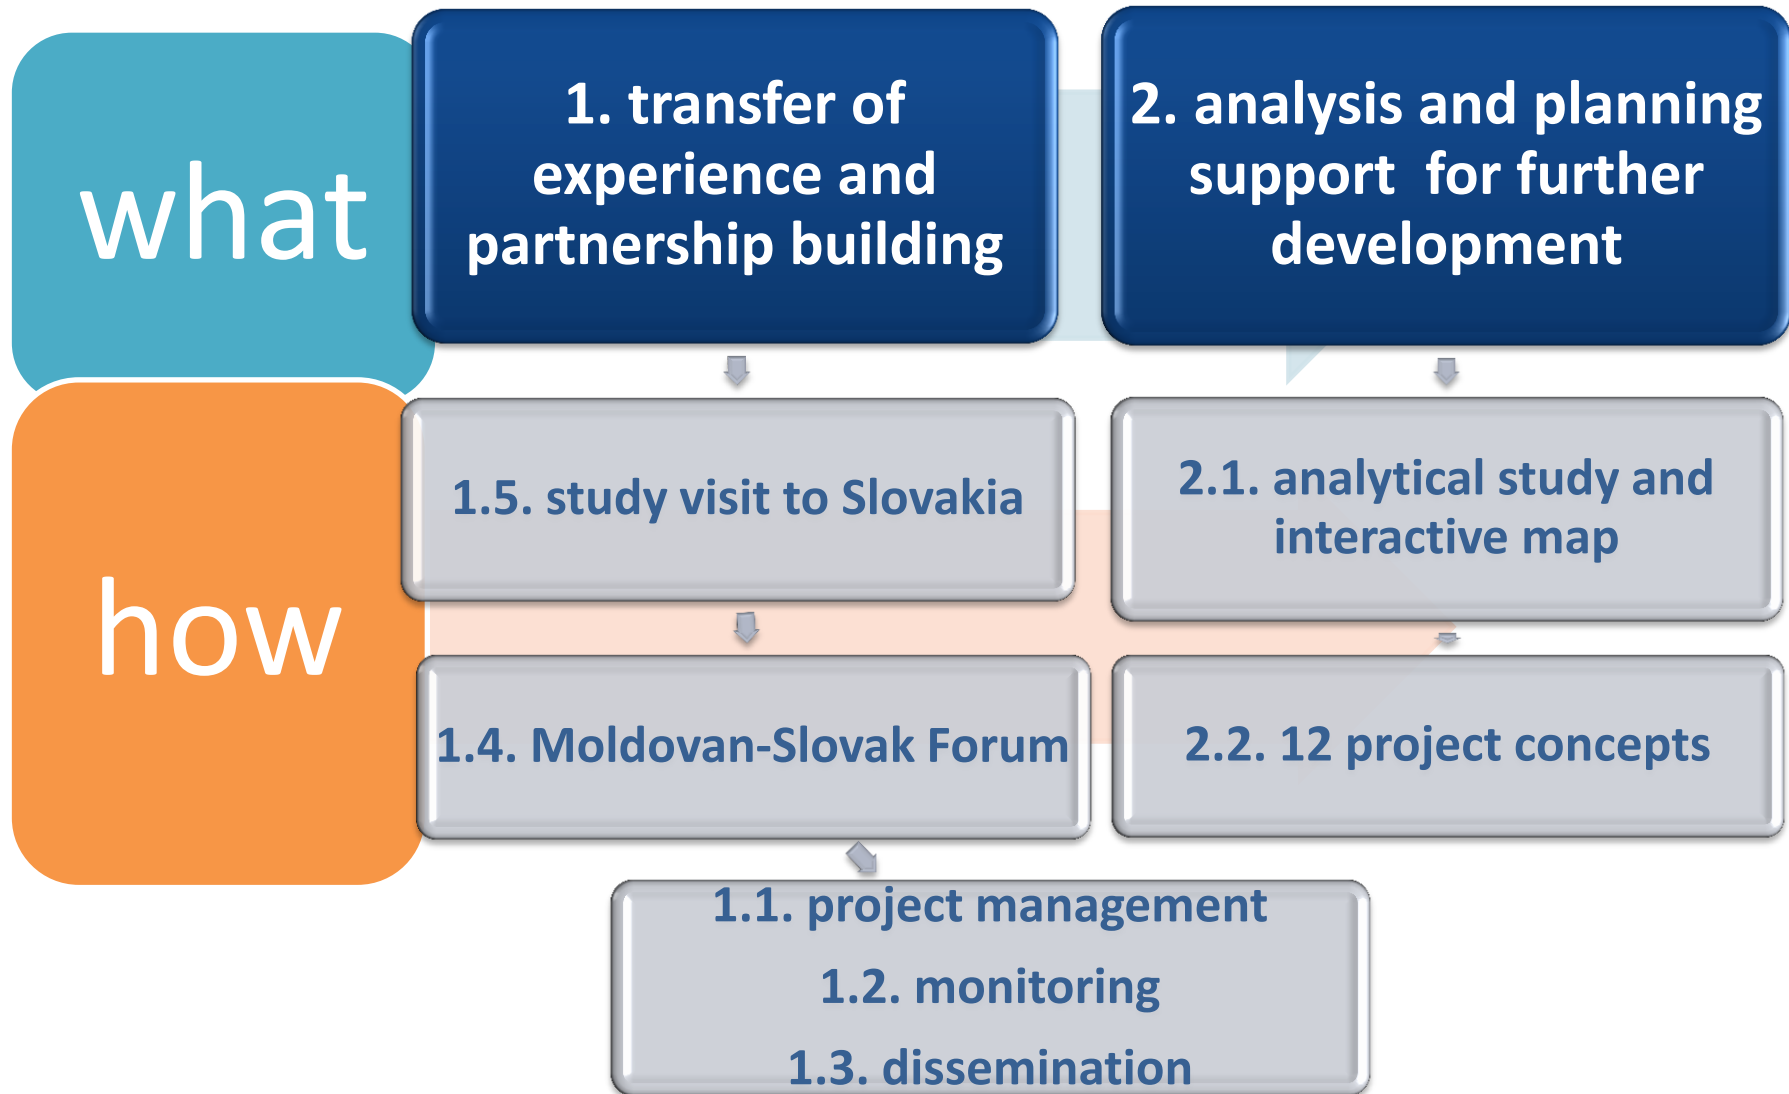 what
1. transfer of
experience and
partnership building
2. analysis and planning
support for further
development
how
1.5. study visit to Slovakia
2.1. analytical study and
interactive map
1.4. Moldovan-Slovak Forum
2.2. 12 project concepts
1.1. project management
1.2. monitoring
1.3. dissemination